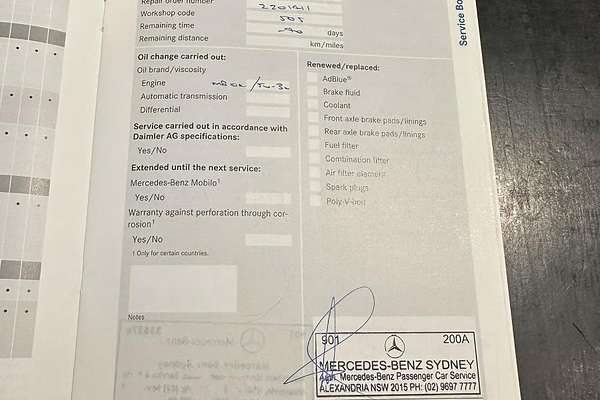 Repair order number
Workshop code 505
Remaining time days
Remaining distance km/miles
Service Bo
Oil change carried out:
Oil brand/viscosity
Engine
Automatic transmission
Differential
Service carried out in accordance with
Daimler AG specifications:
Yes/No
Extended until the next service:
Mercedes-Benz Mobilo¹
Yes/No
Warranty against perforation through cor-
rosion¹
Yes/No
¹ Only for certain countries.
Notes
Renewed/replaced:
AdBlue®
Brake fluid
Coolant
Front axle brake pads/linings
Rear axle brake pads/linings
Fuel filter
Combination filter
Air filter element
Spark plugs
Poly-V-belt
901 200A
MERCEDES-BENZ SYDNEY
Mercedes-Benz Passenger Car Service
ALEXANDRIA NSW 2015 PH: (02) 9697 7777